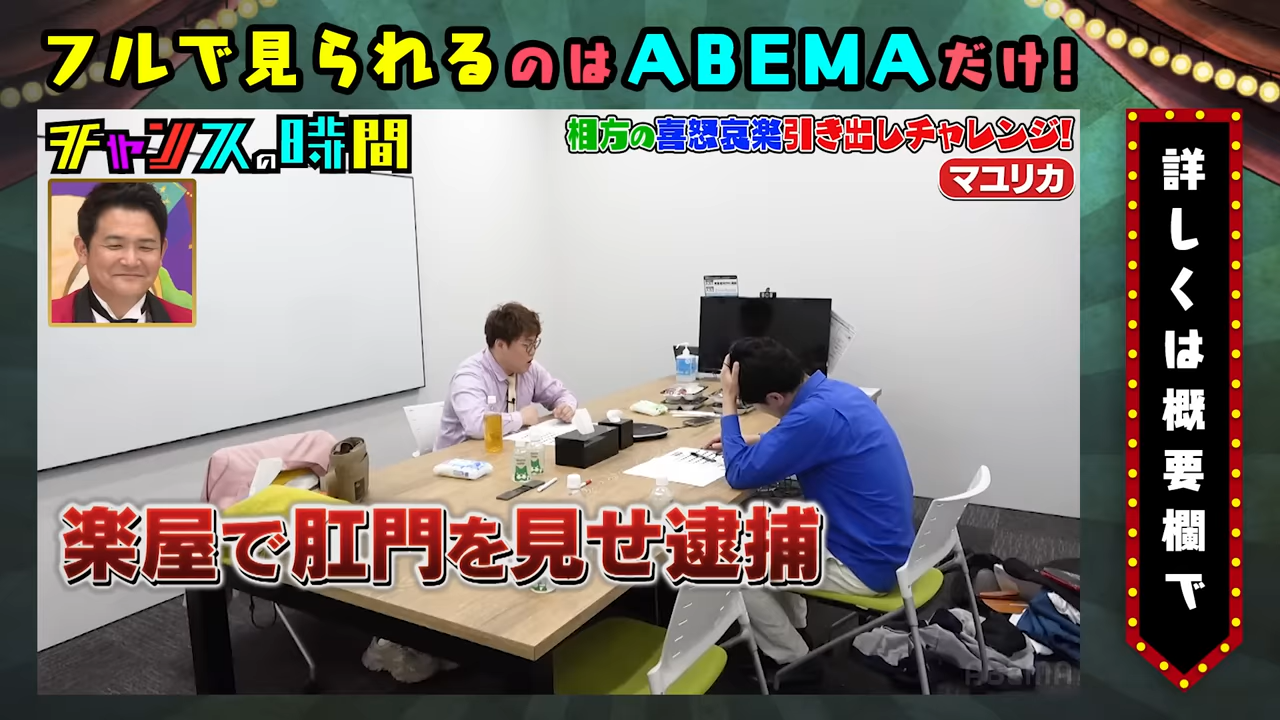 フルで見られるのはABEMAだけ!
チャンスの時間
相方の喜怒哀楽引き出しチャレンジ!
マユリカ
詳しくは概要欄で
楽屋で肛門を見せ逮捕
ABEMA